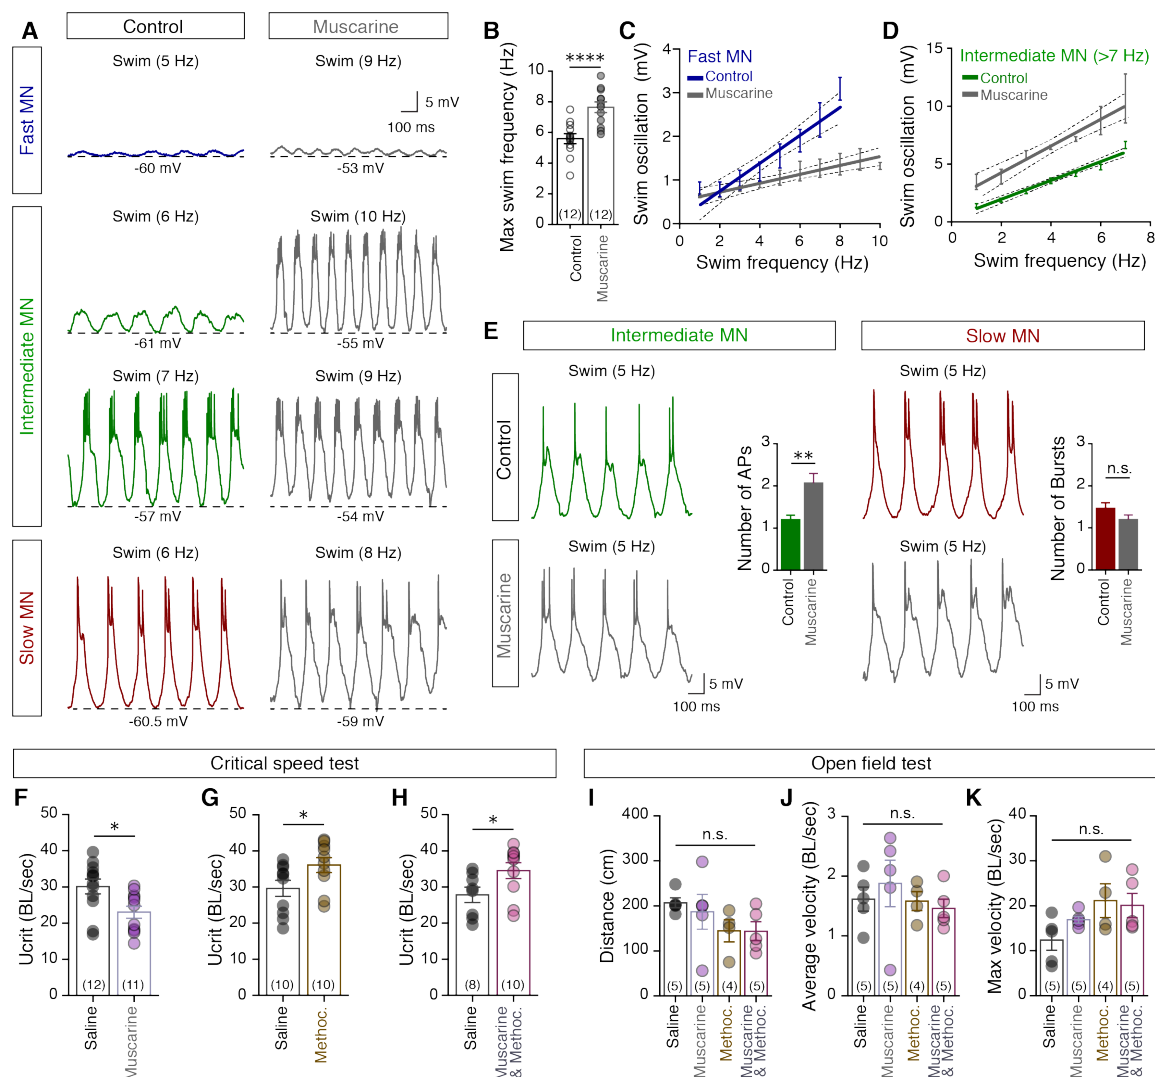 A
Control
Muscarine
Fast MN
Swim (5 Hz)
Swim (9 Hz)
5 mV
100 ms
-60 mV
-53 mV
Intermediate MN
Swim (6 Hz)
Swim (10 Hz)
-61 mV
-55 mV
Swim (7 Hz)
Swim (9 Hz)
-57 mV
-54 mV
Slow MN
Swim (6 Hz)
Swim (8 Hz)
-60.5 mV
-59 mV
B
Max swim frequency (Hz)
10
8
6
4
2
0
****
(12)
(12)
Control
Muscarine
C
Swim oscillation (mV)
4
3
2
1
0
Fast MN
Control
Muscarine
0
2
4
6
8
10
Swim frequency (Hz)
D
Swim oscillation (mV)
15
10
5
0
Intermediate MN (>7 Hz)
Control
Muscarine
0
2
4
6
8
Swim frequency (Hz)
E
Intermediate MN
Slow MN
Control
Swim (5 Hz)
Swim (5 Hz)
Muscarine
Swim (5 Hz)
Swim (5 Hz)
5 mV
100 ms
5 mV
100 ms
Number of APs
3
2
1
0
**
Control
Muscarine
Number of Bursts
3
2
1
0
n.s.
Control
Muscarine
Critical speed test
Open field test
F
Ucrit (BL/sec)
50
40
30
20
10
0
*
(12)
(11)
Saline
Muscarine
G
Ucrit (BL/sec)
50
40
30
20
10
0
*
(10)
(10)
Saline
Methoc.
H
Ucrit (BL/sec)
50
40
30
20
10
0
*
(8)
(10)
Saline
Muscarine
& Methoc.
I
Distance (cm)
400
300
200
100
0
n.s.
(5)
(5)
(4)
(5)
Saline
Muscarine
Methoc.
Muscarine
& Methoc.
J
Average velocity (BL/sec)
3
2
1
0
n.s.
(5)
(5)
(4)
(5)
Saline
Muscarine
Methoc.
Muscarine
& Methoc.
K
Max velocity (BL/sec)
40
30
20
10
0
n.s.
(5)
(5)
(4)
(5)
Saline
Muscarine
Methoc.
Muscarine
& Methoc.